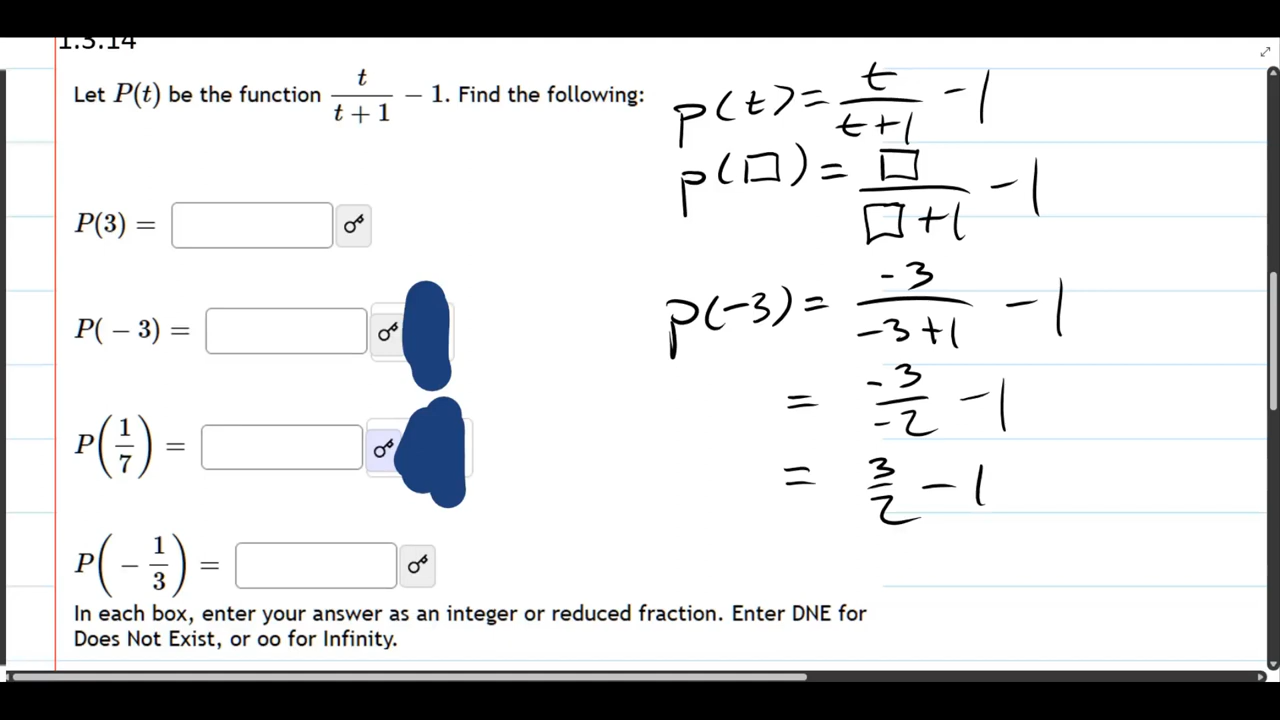 1.3.14
Let P(t) be the function t/(t + 1) − 1. Find the following:
P(3) =
P( − 3) =
P(1/7) =
P(− 1/3) =
In each box, enter your answer as an integer or reduced fraction. Enter DNE for
Does Not Exist, or oo for Infinity.
p(t) = t/(t+1) − 1
p(□) = □/(□+1) − 1
p(−3) = −3/(−3+1) − 1
= −3/−2 − 1
= 3/2 − 1